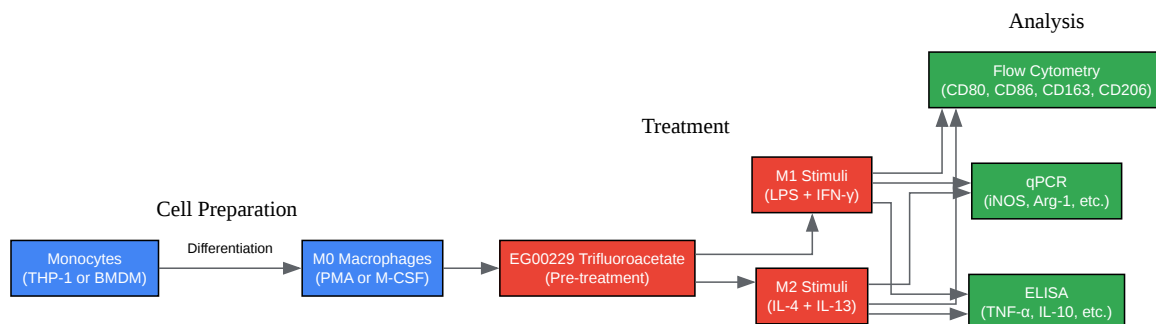 Analysis
Flow Cytometry
(CD80, CD86, CD163, CD206)
Treatment
M1 Stimuli
(LPS + IFN-γ)
qPCR
(iNOS, Arg-1, etc.)
Cell Preparation
Monocytes
(THP-1 or BMDM)
Differentiation
M0 Macrophages
(PMA or M-CSF)
EG00229 Trifluoroacetate
(Pre-treatment)
M2 Stimuli
(IL-4 + IL-13)
ELISA
(TNF-α, IL-10, etc.)